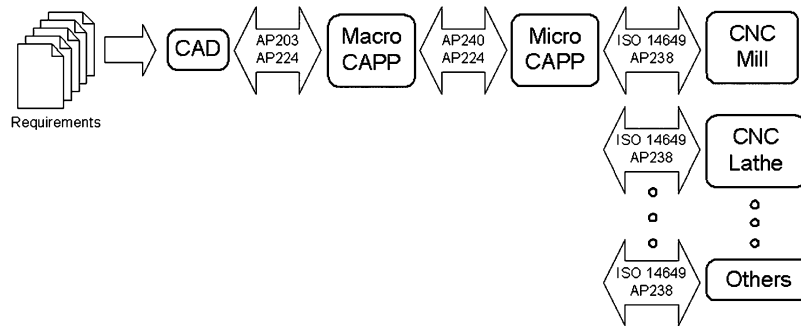 Requirements
CAD
AP203
AP224
Macro
CAPP
AP240
AP224
Micro
CAPP
ISO 14649
AP238
CNC
Mill
ISO 14649
AP238
CNC
Lathe
ISO 14649
AP238
Others